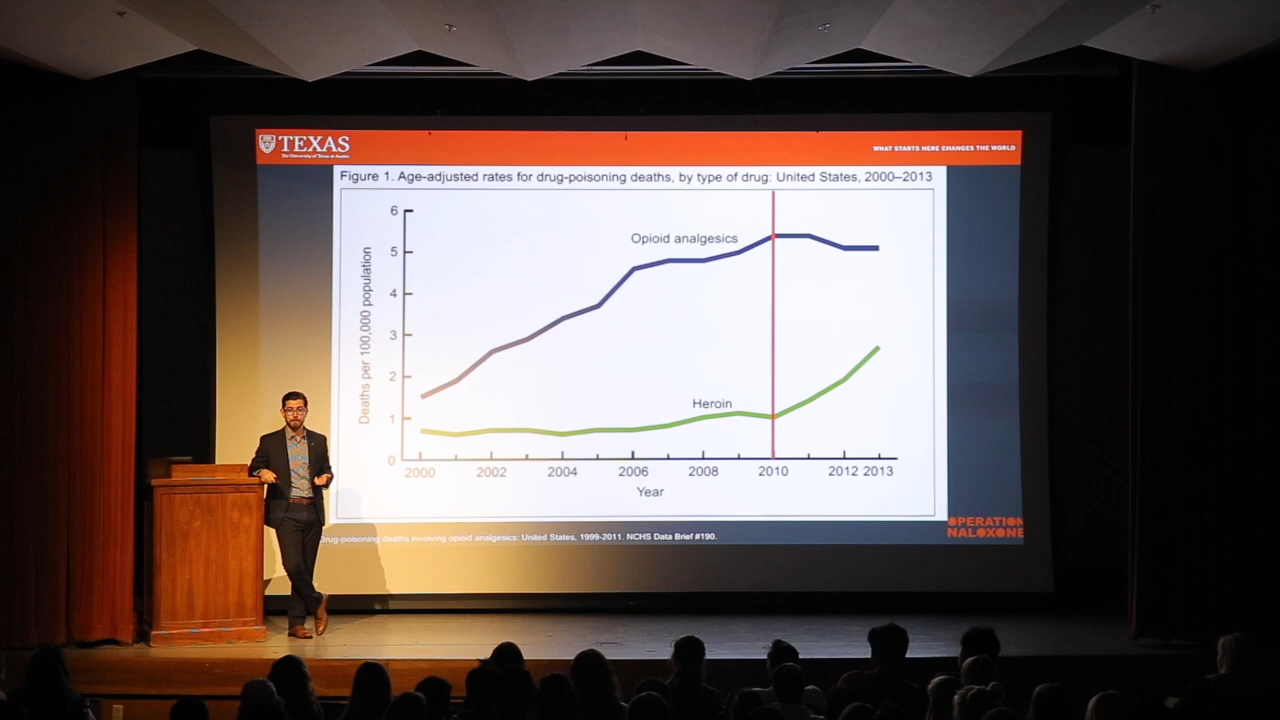 TEXAS
The University of Texas at Austin
WHAT STARTS HERE CHANGES THE WORLD
Figure 1. Age-adjusted rates for drug-poisoning deaths, by type of drug: United States, 2000–2013
Deaths per 100,000 population
6
5
4
3
2
1
0
Opioid analgesics
Heroin
2000 2002 2004 2006 2008 2010 2012 2013
Year
Drug-poisoning deaths involving opioid analgesics: United States, 1999-2011. NCHS Data Brief #190.
OPERATION
NALOXONE